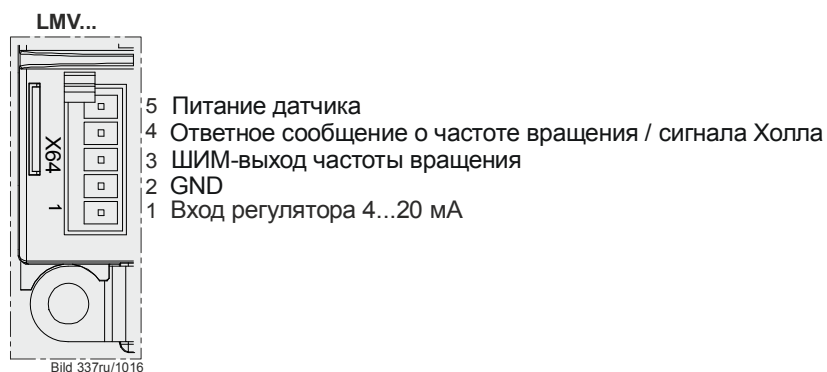 LMV...
X64
1
5 Питание датчика
4 Ответное сообщение о частоте вращения / сигнала Холла
3 ШИМ-выход частоты вращения
2 GND
1 Вход регулятора 4...20 мА
Bild 337ru/1016